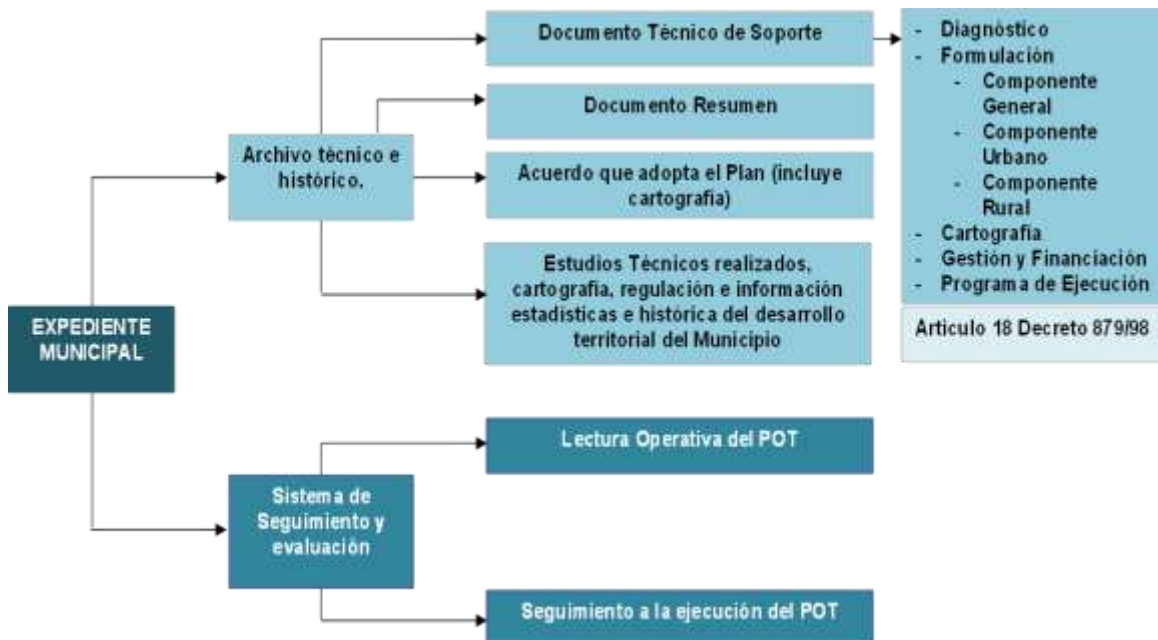 Documento Técnico de Soporte
Documento Resumen
Archivo técnico e
histórico.
Acuerdo que adopta el Plan (incluye
cartografía)
Estudios Técnicos realizados,
cartografía, regulación e información
estadísticas e histórica del desarrollo
territorial del Municipio
- Diagnóstico
- Formulación
- Componente
General
- Componente
Urbano
- Componente
Rural
- Cartografía
- Gestión y Financiación
- Programa de Ejecución
Articulo 18 Decreto 879/98
EXPEDIENTE
MUNICIPAL
Lectura Operativa del POT
Sistema de
Seguimiento y
evaluación
Seguimiento a la ejecución del POT